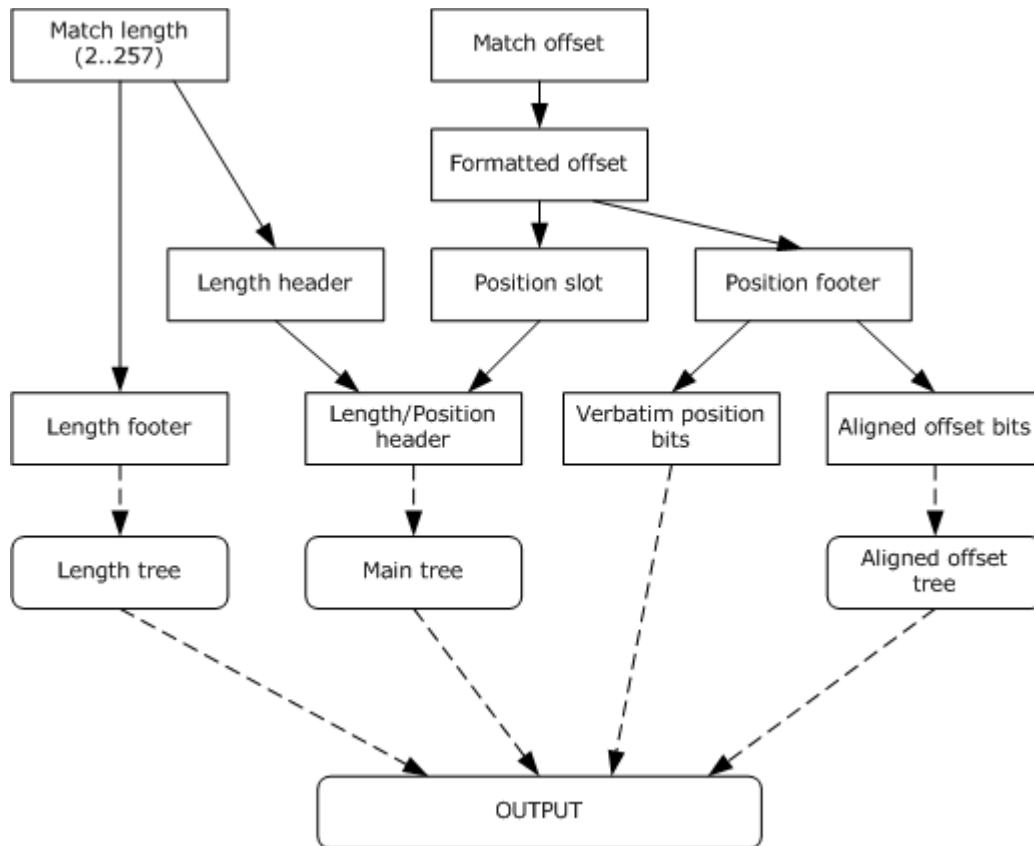 Match length
(2..257)
Match offset
Formatted offset
Length header
Position slot
Position footer
Length footer
Length/Position
header
Verbatim position
bits
Aligned offset bits
Length tree
Main tree
Aligned offset
tree
OUTPUT